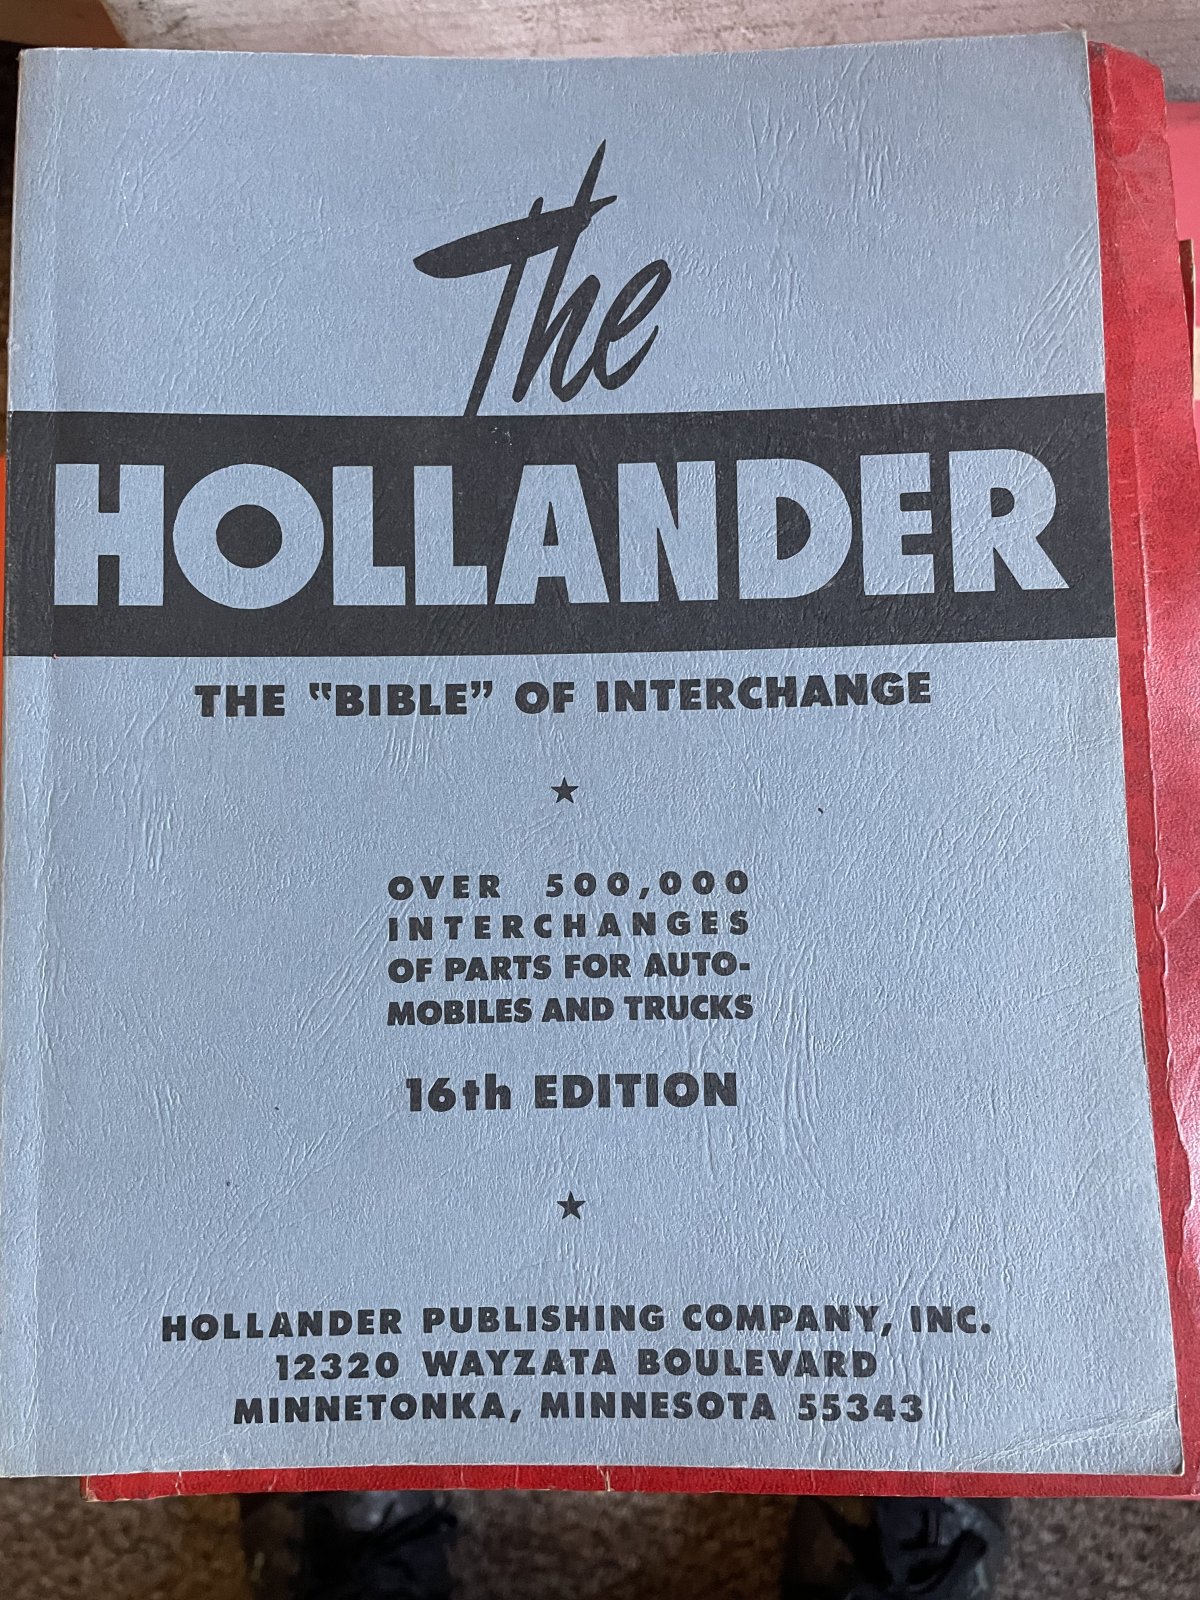 The
HOLLANDER
THE "BIBLE" OF INTERCHANGE
OVER 500,000
INTERCHANGES
OF PARTS FOR AUTO-
MOBILES AND TRUCKS
16th EDITION
HOLLANDER PUBLISHING COMPANY, INC.
12320 WAYZATA BOULEVARD
MINNETONKA, MINNESOTA 55343